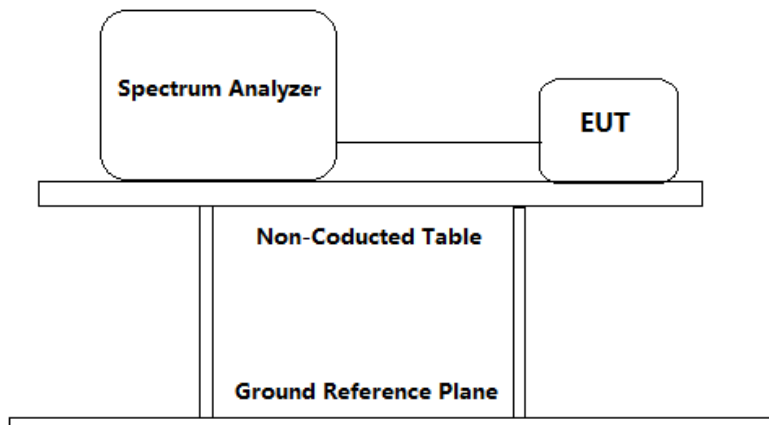 Spectrum Analyzer
EUT
Non-Coducted Table
Ground Reference Plane